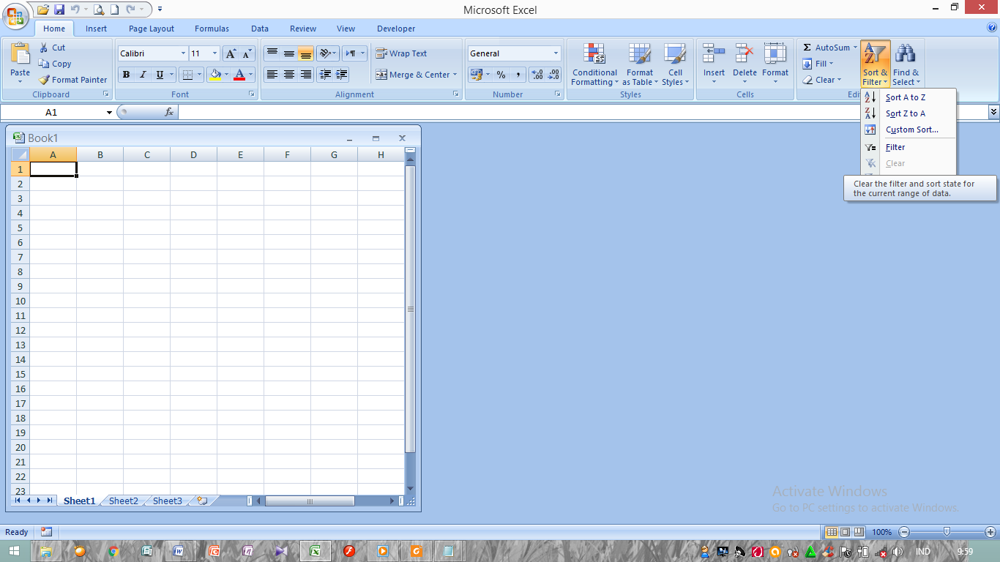 Microsoft Excel
Home Insert Page Layout Formulas Data Review View Developer
Paste
Cut
Copy
Format Painter
Clipboard
Calibri 11
B I U
Font
Wrap Text
Merge & Center
Alignment
General
% ,
Number
Conditional Formatting
Format as Table
Cell Styles
Styles
Insert
Delete
Format
Cells
Σ AutoSum
Fill
Clear
Sort & Filter
Find & Select
Edi
Sort A to Z
Sort Z to A
Custom Sort...
Filter
Clear
Clear the filter and sort state for
the current range of data.
A1
fx
Book1
A B C D E F G H
1
2
3
4
5
6
7
8
9
10
11
12
13
14
15
16
17
18
19
20
21
22
23
Sheet1 Sheet2 Sheet3
Activate Windows
Go to PC settings to activate Windows.
Ready
100%
IND 9:59